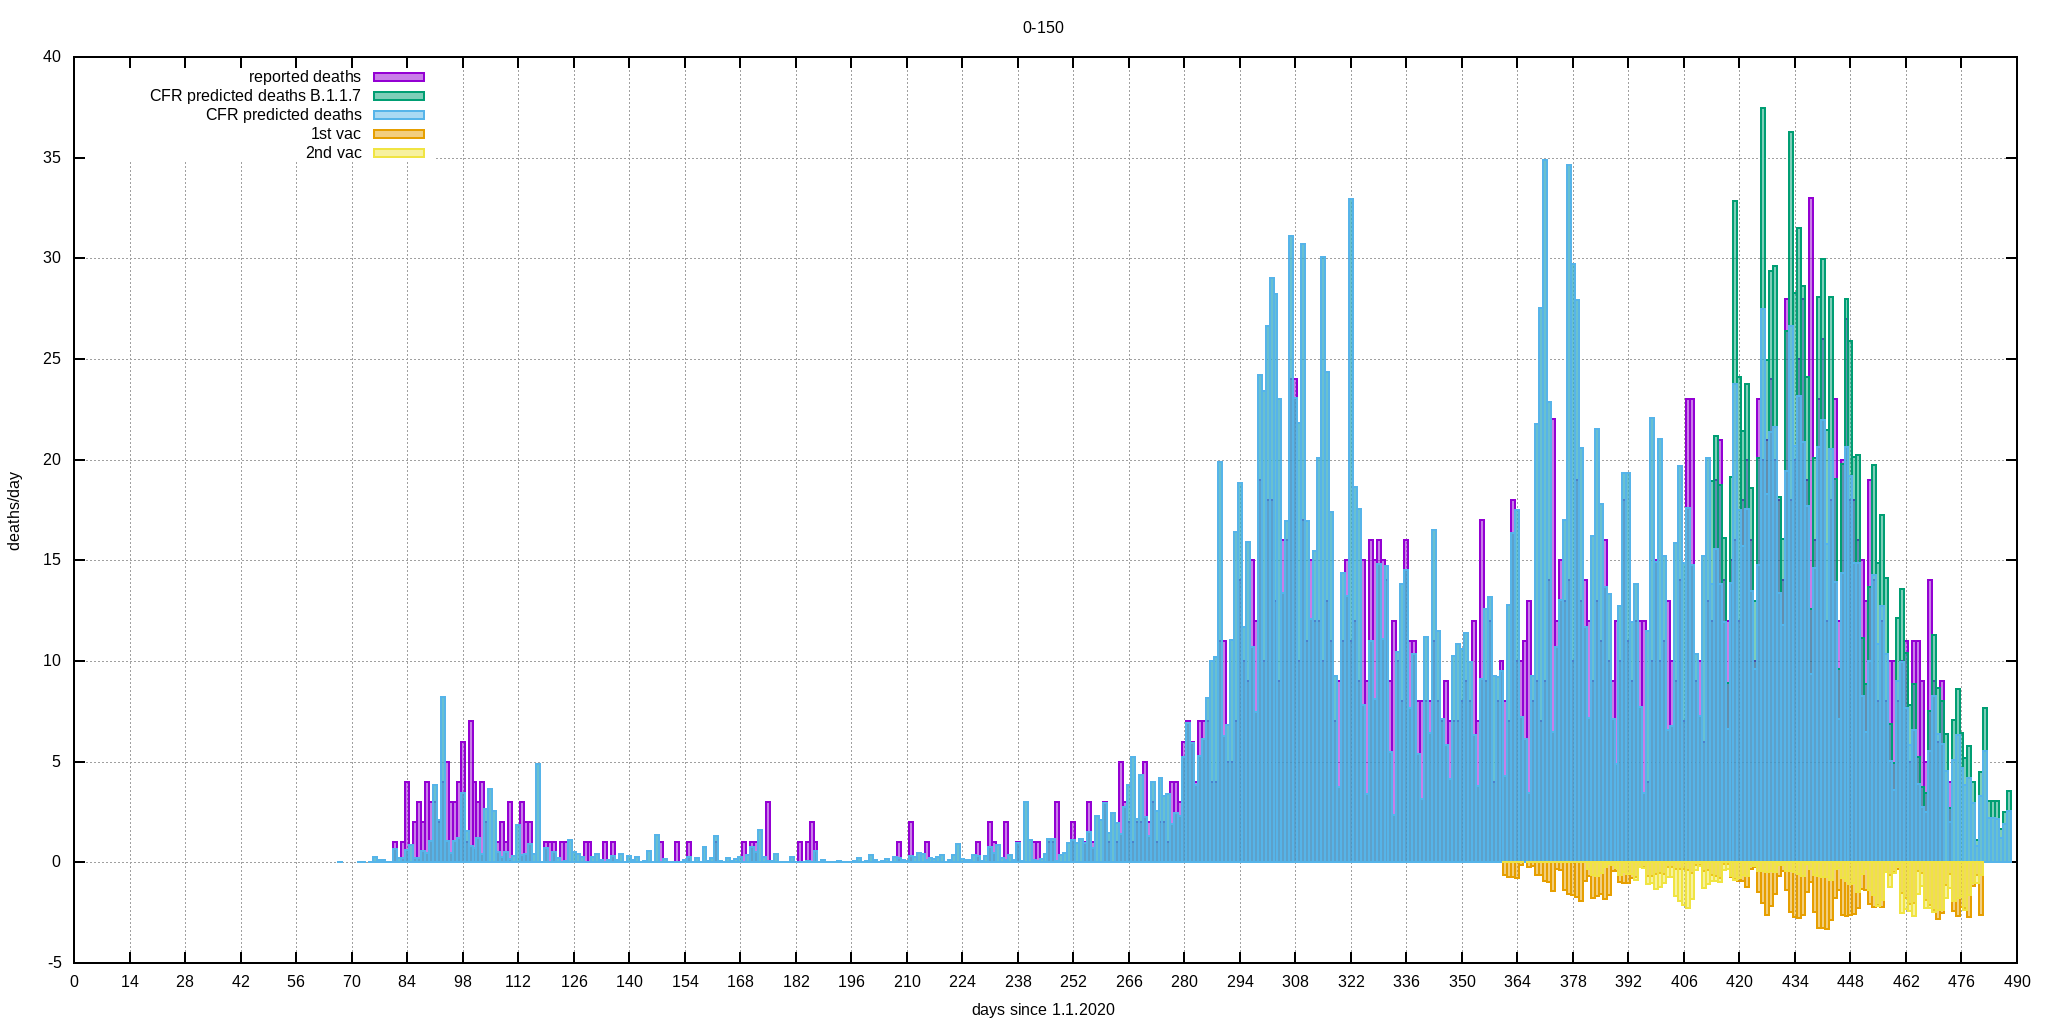 0-150
reported deaths
CFR predicted deaths B.1.1.7
CFR predicted deaths
1st vac
2nd vac
40
35
30
25
20
15
10
5
0
-5
deaths/day
0 14 28 42 56 70 84 98 112 126 140 154 168 182 196 210 224 238 252 266 280 294 308 322 336 350 364 378 392 406 420 434 448 462 476 490
days since 1.1.2020